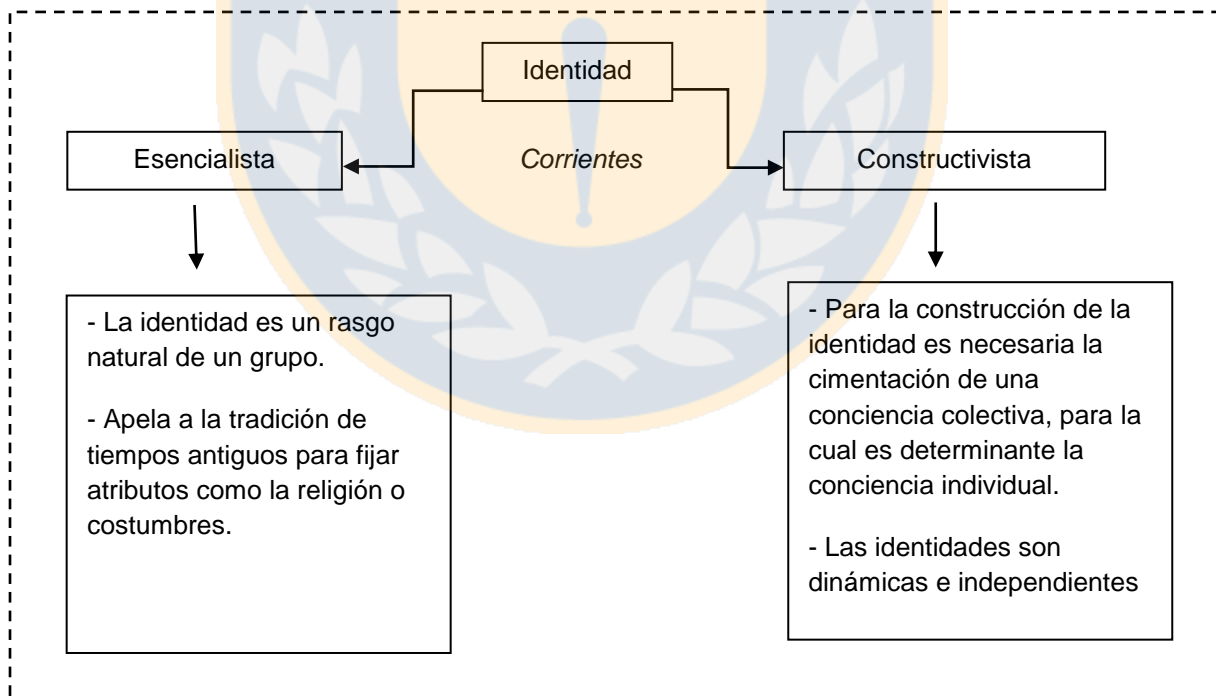 Identidad
Esencialista
Corrientes
Constructivista
- La identidad es un rasgo
natural de un grupo.
- Apela a la tradición de
tiempos antiguos para fijar
atributos como la religión o
costumbres.
- Para la construcción de la
identidad es necesaria la
cimentación de una
conciencia colectiva, para la
cual es determinante la
conciencia individual.
- Las identidades son
dinámicas e independientes